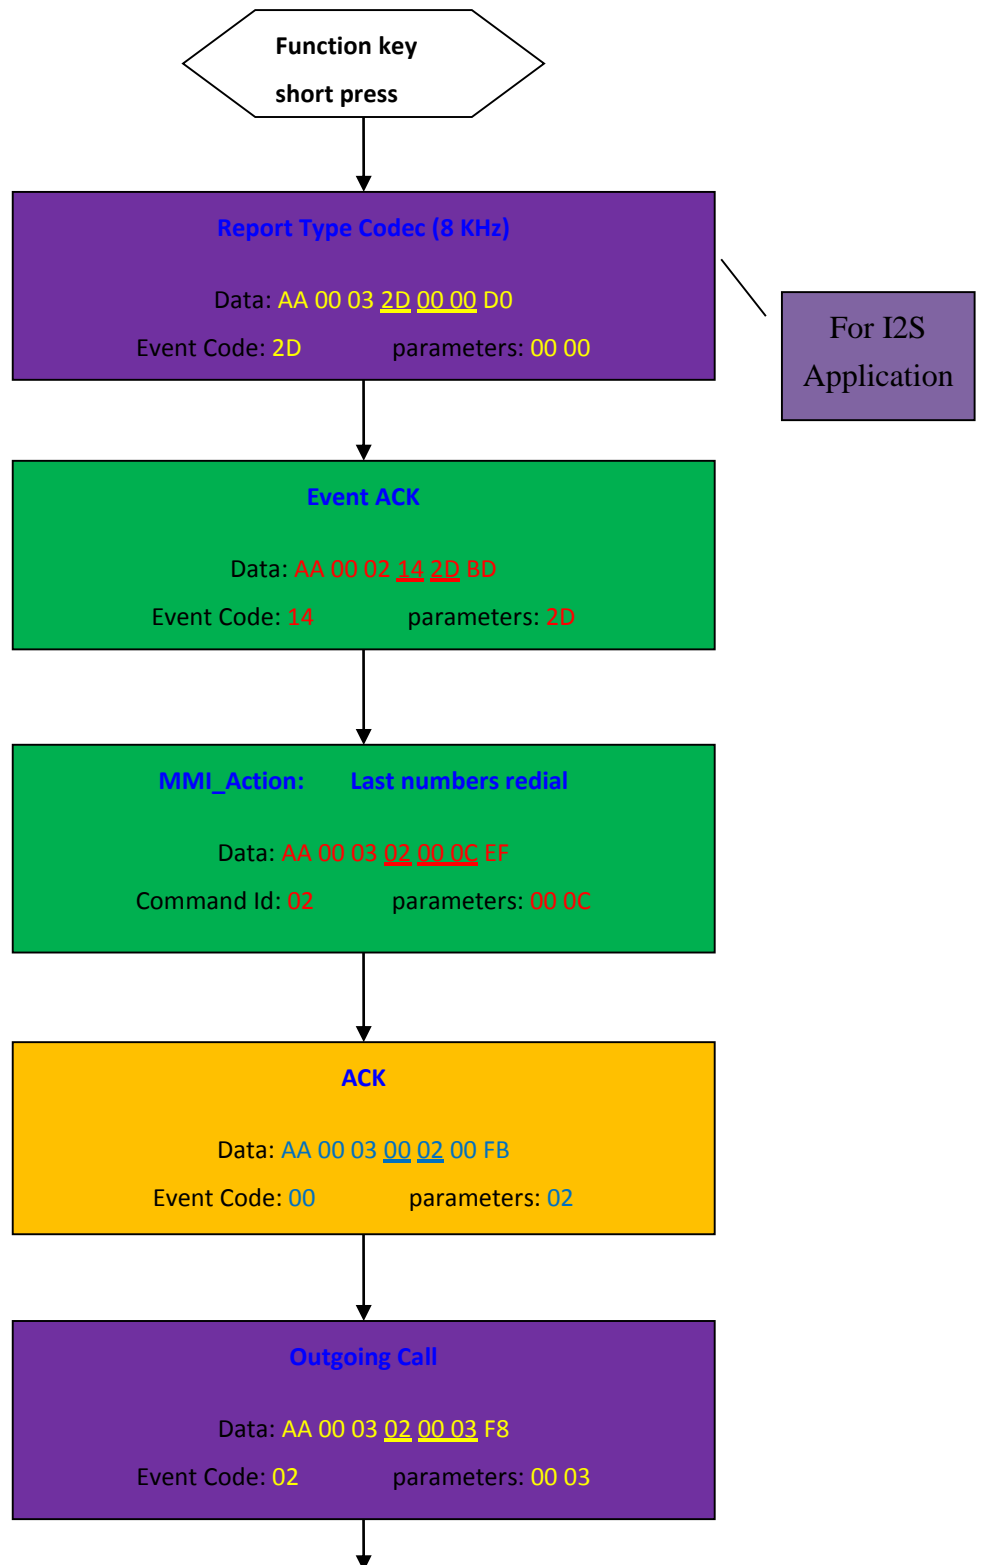 Function key
short press
Report Type Codec (8 KHz)
Data: AA 00 03 2D 00 00 D0
Event Code: 2D parameters: 00 00
For I2S
Application
Event ACK
Data: AA 00 02 14 2D BD
Event Code: 14 parameters: 2D
MMI_Action: Last numbers redial
Data: AA 00 03 02 00 0C EF
Command Id: 02 parameters: 00 0C
ACK
Data: AA 00 03 00 02 00 FB
Event Code: 00 parameters: 02
Outgoing Call
Data: AA 00 03 02 00 03 F8
Event Code: 02 parameters: 00 03